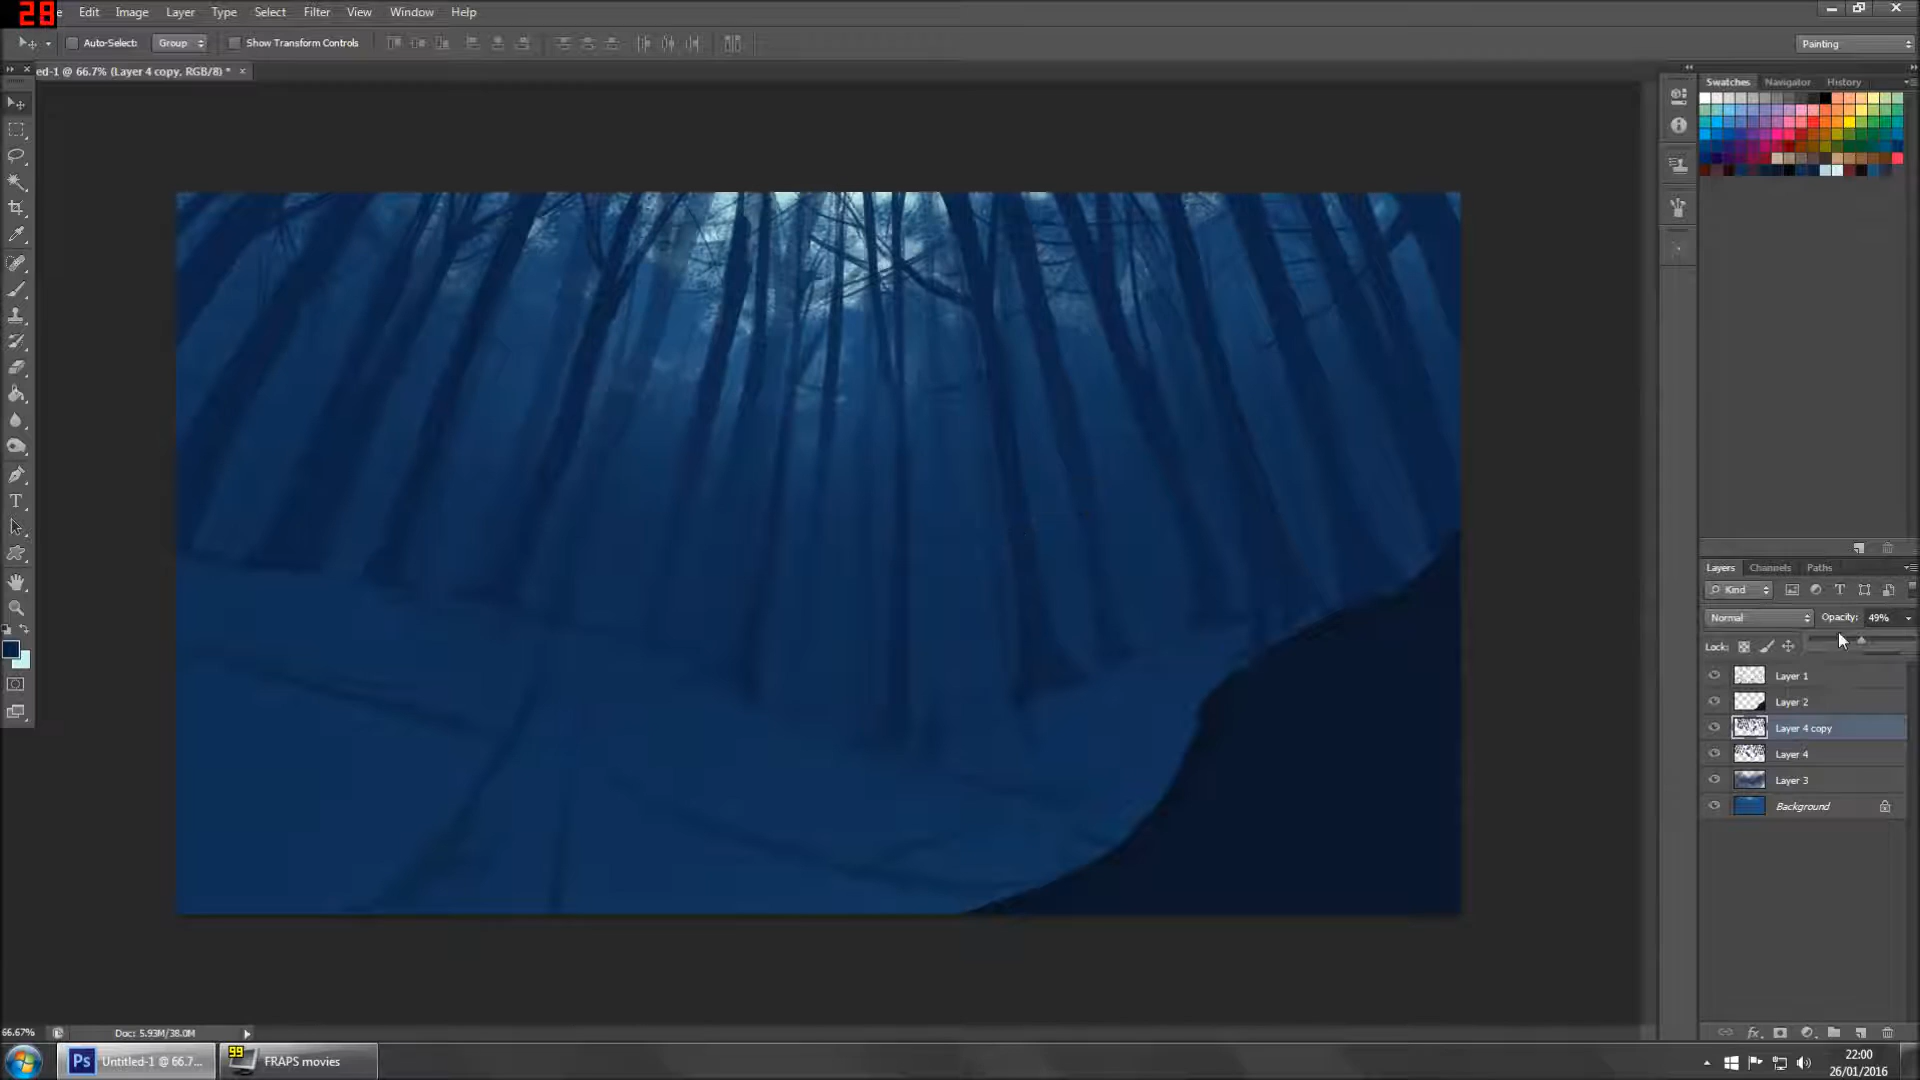 28
e Edit Image Layer Type Select Filter View Window Help
Auto-Select: Group Show Transform Controls Painting
ed-1 @ 66.7% (Layer 4 copy, RGB/8) *
Swatches Navigator History
Layers Channels Paths
Kind
Normal Opacity: 49%
Lock:
Layer 1
Layer 2
Layer 4 copy
Layer 4
Layer 3
Background
66.67% Doc: 5.93M/38.0M
Ps Untitled-1 @ 66.7... 99 FRAPS movies
22:00
26/01/2016